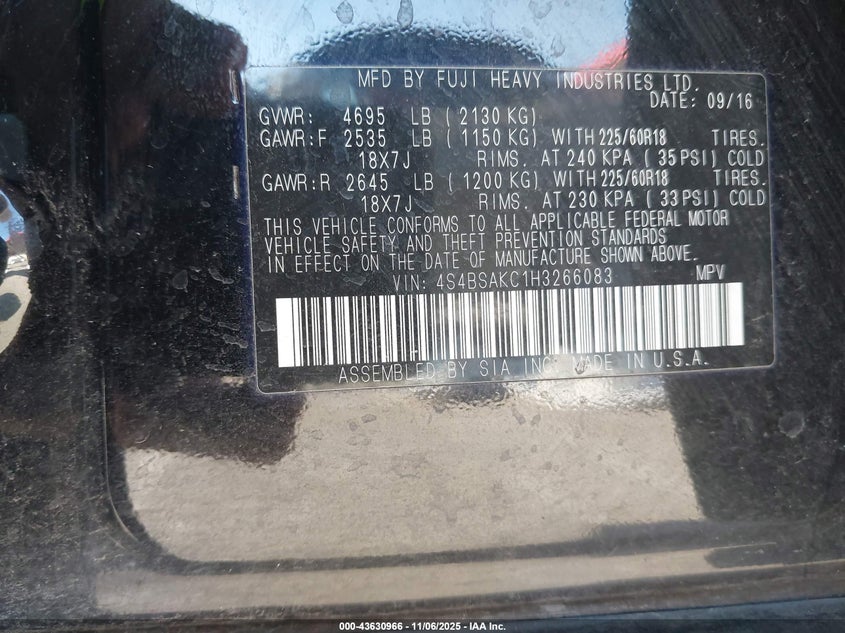 MFD BY FUJI HEAVY INDUSTRIES LTD.
DATE: 09/16
GVWR: 4695 LB (2130 KG)
GAWR:F 2535 LB (1150 KG) WITH 225/60R18 TIRES.
18X7J RIMS. AT 240 KPA (35 PSI) COLD
GAWR:R 2645 LB (1200 KG) WITH 225/60R18 TIRES.
18X7J RIMS. AT 230 KPA (33 PSI) COLD
THIS VEHICLE CONFORMS TO ALL APPLICABLE FEDERAL MOTOR
VEHICLE SAFETY AND THEFT PREVENTION STANDARDS
IN EFFECT ON THE DATE OF MANUFACTURE SHOWN ABOVE.
VIN: 4S4BSAKC1H3266083 MPV
ASSEMBLED BY SIA INC. MADE IN U.S.A.
000-43630966 - 11/06/2025 - IAA Inc.